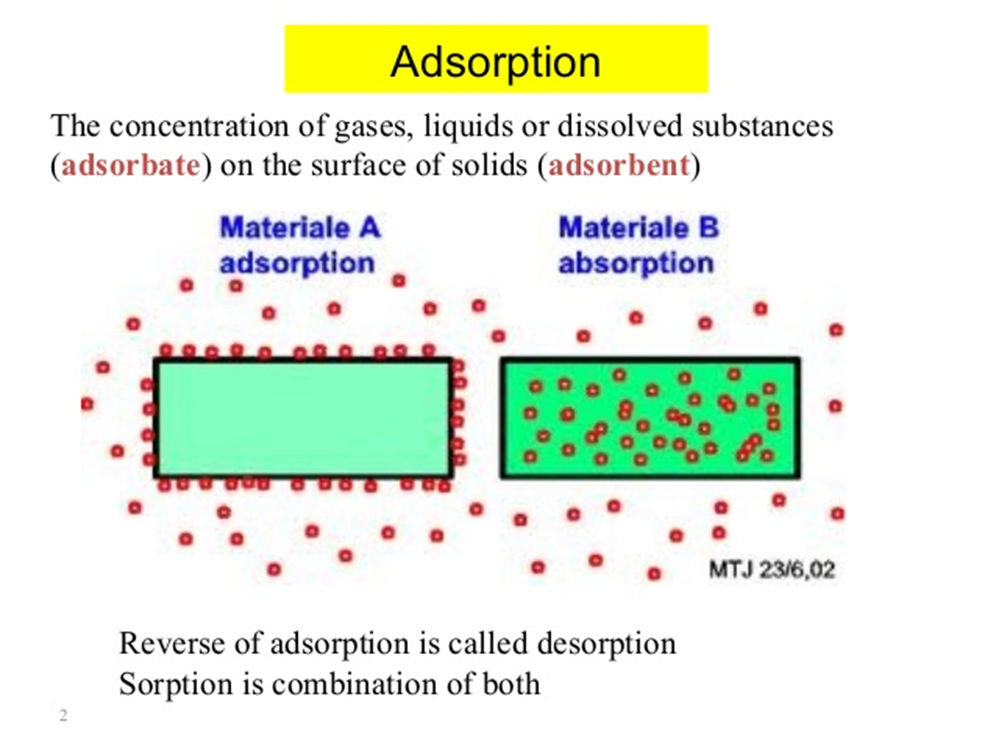 Adsorption
The concentration of gases, liquids or dissolved substances
(adsorbate) on the surface of solids (adsorbent)
Materiale A
adsorption
Materiale B
absorption
MTJ 23/6,02
Reverse of adsorption is called desorption
Sorption is combination of both
2